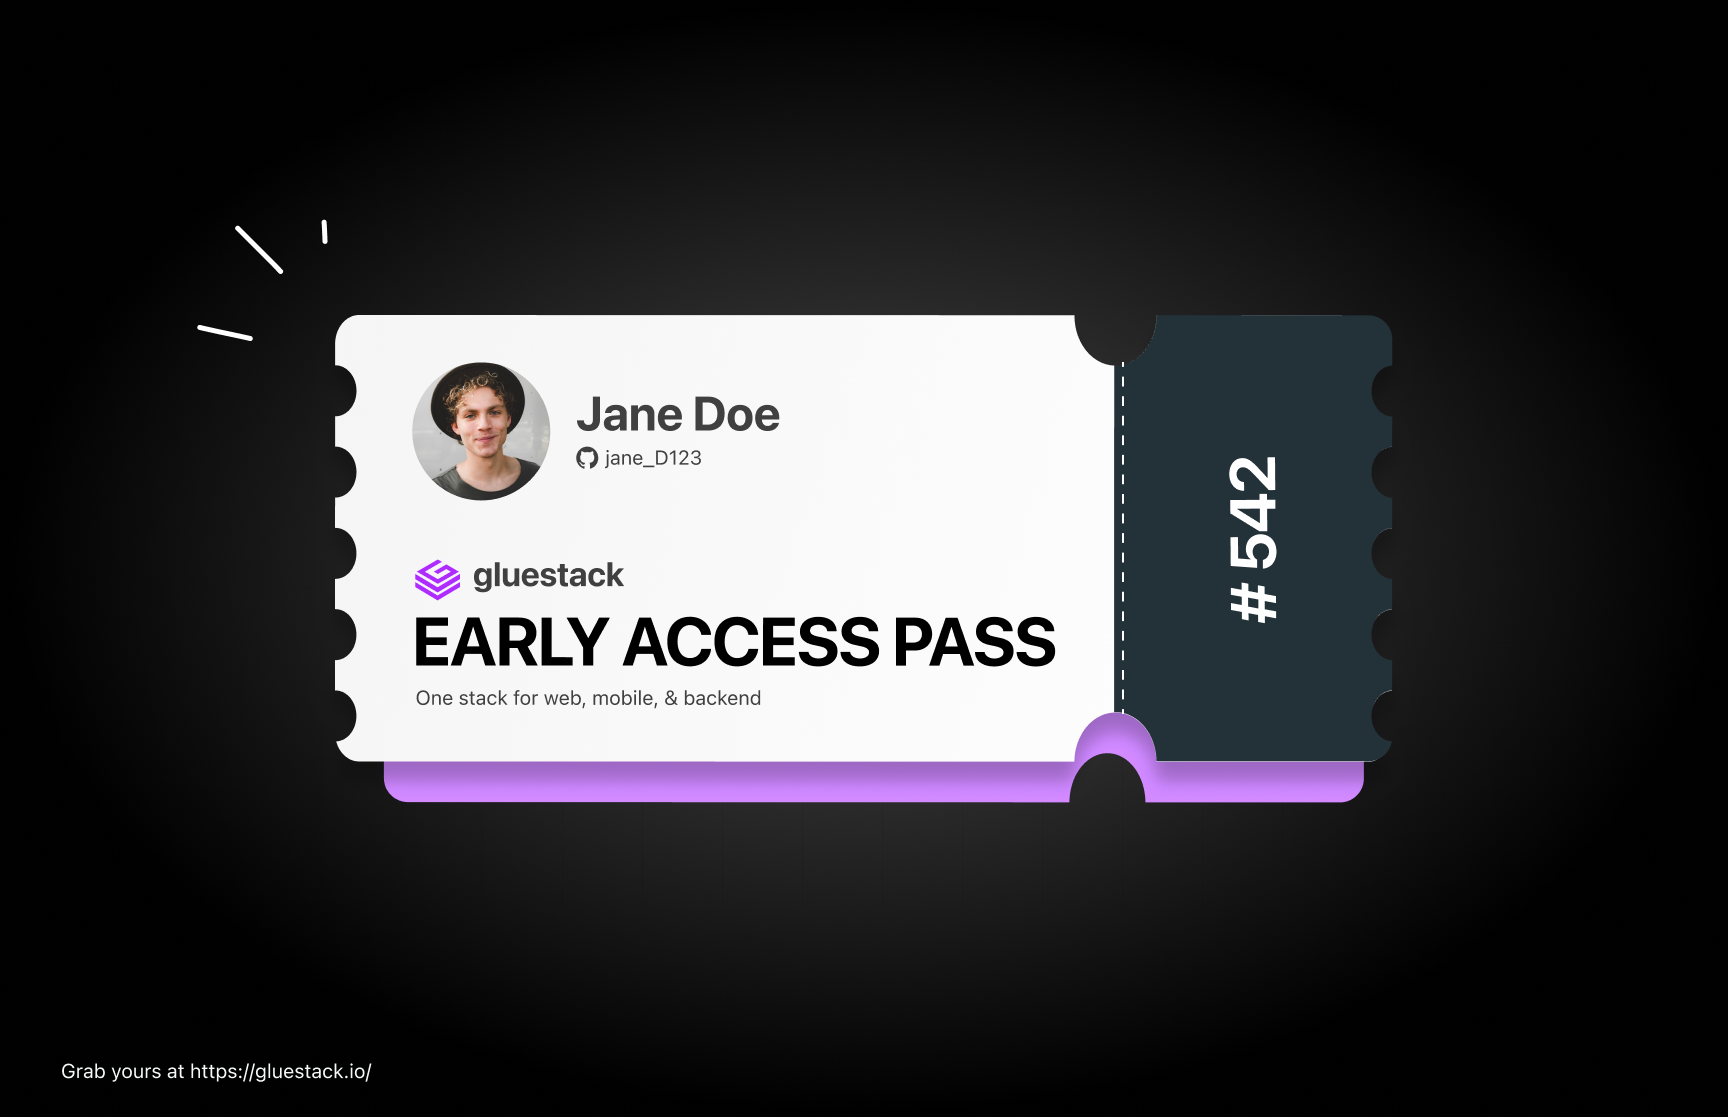 Jane Doe
jane_D123
gluestack
EARLY ACCESS PASS
One stack for web, mobile, & backend
# 542
Grab yours at https://gluestack.io/